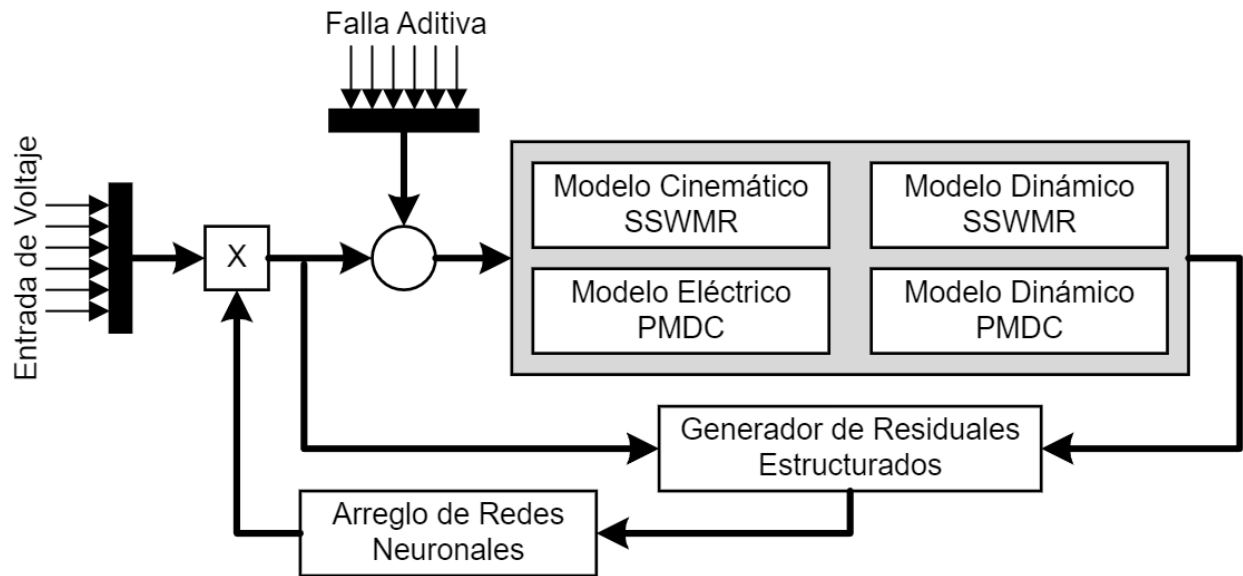 Falla Aditiva
Entrada de Voltaje
X
Modelo Cinemático
SSWMR
Modelo Dinámico
SSWMR
Modelo Eléctrico
PMDC
Modelo Dinámico
PMDC
Generador de Residuales
Estructurados
Arreglo de Redes
Neuronales